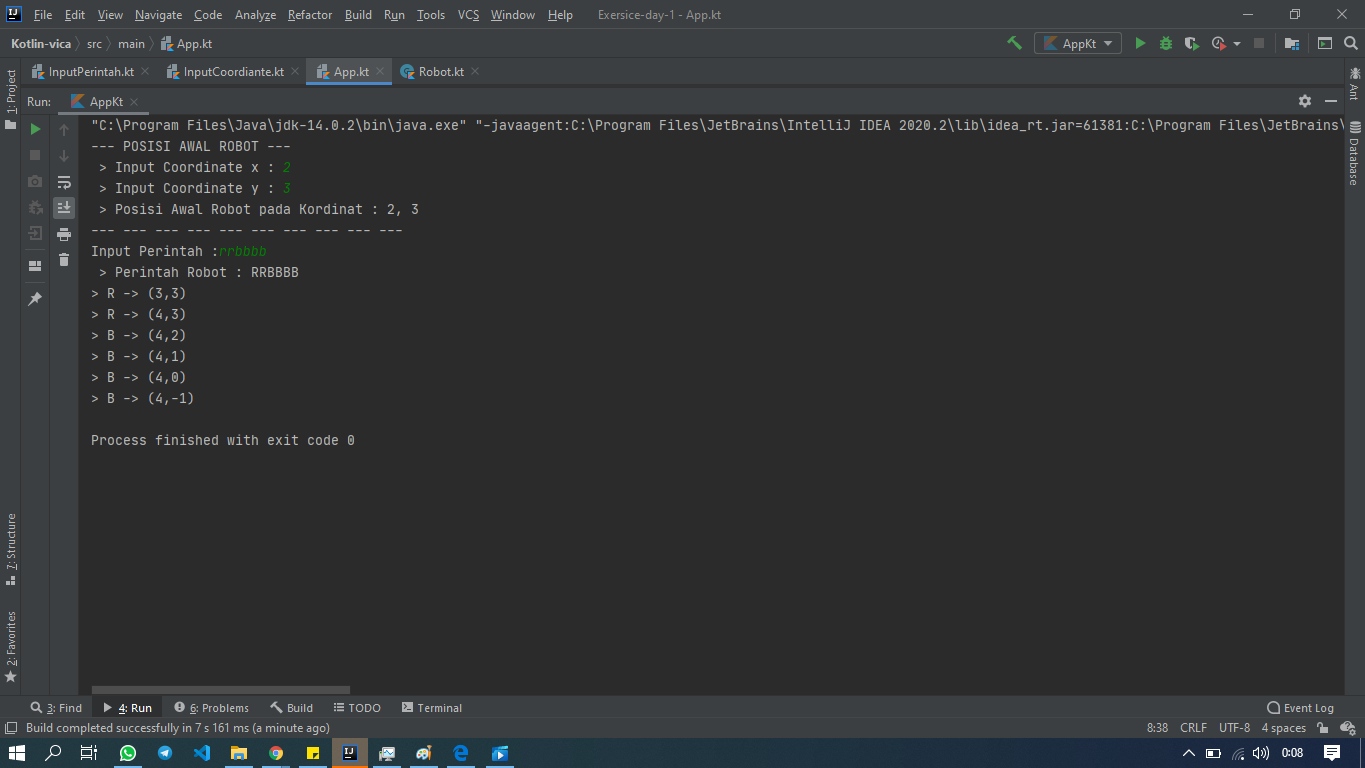 File Edit View Navigate Code Analyze Refactor Build Run Tools VCS Window Help Exersice-day-1 - App.kt
Kotlin-vica src main App.kt AppKt
InputPerintah.kt InputCoordiante.kt App.kt Robot.kt
1: Project
Run: AppKt
"C:\Program Files\Java\jdk-14.0.2\bin\java.exe" "-javaagent:C:\Program Files\JetBrains\IntelliJ IDEA 2020.2\lib\idea_rt.jar=61381:C:\Program Files\JetBrains\
--- POSISI AWAL ROBOT ---
> Input Coordinate x : 2
> Input Coordinate y : 3
> Posisi Awal Robot pada Kordinat : 2, 3
--- --- --- --- --- --- --- --- --- ---
Input Perintah :rrbbbb
> Perintah Robot : RRBBBB
> R -> (3,3)
> R -> (4,3)
> B -> (4,2)
> B -> (4,1)
> B -> (4,0)
> B -> (4,-1)
Process finished with exit code 0
Ant
Database
7: Structure
2: Favorites
3: Find 4: Run 6: Problems Build TODO Terminal Event Log
Build completed successfully in 7 s 161 ms (a minute ago) 8:38 CRLF UTF-8 4 spaces
0:08